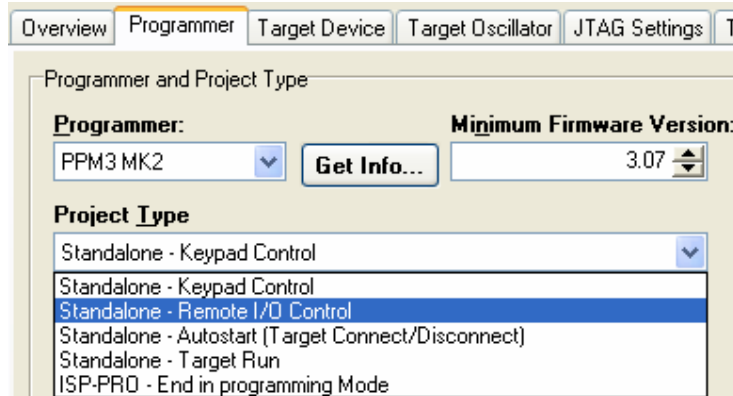 Overview Programmer Target Device Target Oscillator JTAG Settings
Programmer and Project Type
Programmer: Minimum Firmware Version:
PPM3 MK2 Get Info... 3.07
Project Type
Standalone - Keypad Control
Standalone - Keypad Control
Standalone - Remote I/O Control
Standalone - Autostart (Target Connect/Disconnect)
Standalone - Target Run
ISP-PRO - End in programming Mode